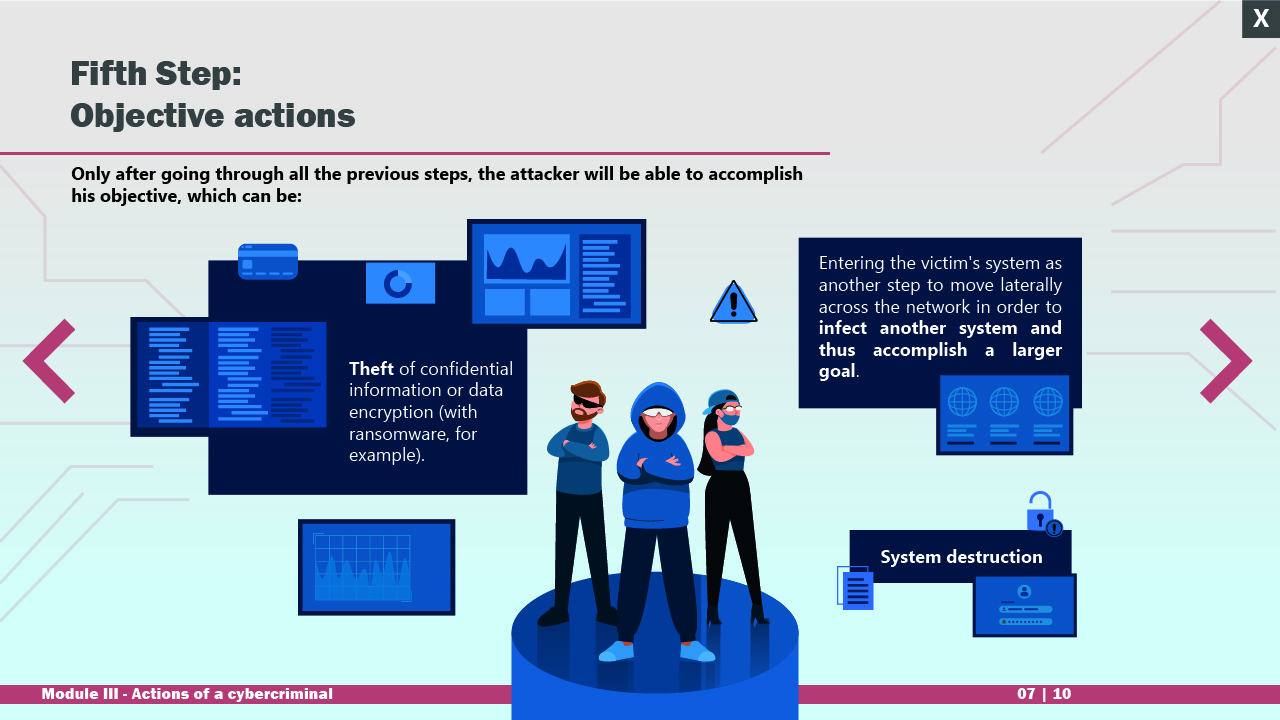 X
Fifth Step:
Objective actions
Only after going through all the previous steps, the attacker will be able to accomplish
his objective, which can be:
Theft of confidential
information or data
encryption (with
ransomware, for
example).
Entering the victim's system as
another step to move laterally
across the network in order to
infect another system and
thus accomplish a larger
goal.
System destruction
Module III - Actions of a cybercriminal
07 | 10